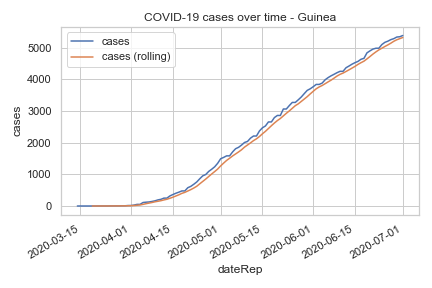 COVID-19 cases over time - Guinea
cases
cases (rolling)
5000
4000
3000
2000
1000
0
cases
2020-03-15
2020-04-01
2020-04-15
2020-05-01
2020-05-15
2020-06-01
2020-06-15
2020-07-01
dateRep